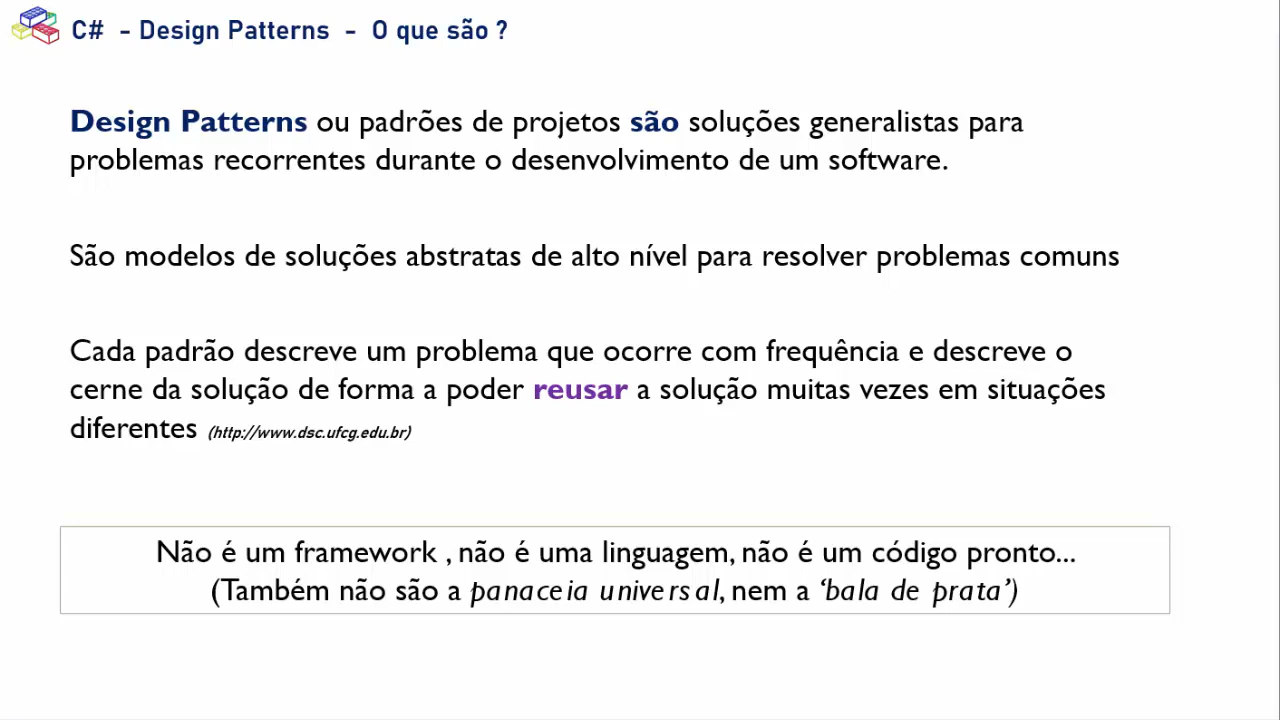 C# - Design Patterns - O que são ?
Design Patterns ou padrões de projetos são soluções generalistas para
problemas recorrentes durante o desenvolvimento de um software.
São modelos de soluções abstratas de alto nível para resolver problemas comuns
Cada padrão descreve um problema que ocorre com frequência e descreve o
cerne da solução de forma a poder reusar a solução muitas vezes em situações
diferentes (http://www.dsc.ufcg.edu.br)
Não é um framework , não é uma linguagem, não é um código pronto...
(Também não são a panaceia universal, nem a ‘bala de prata’)